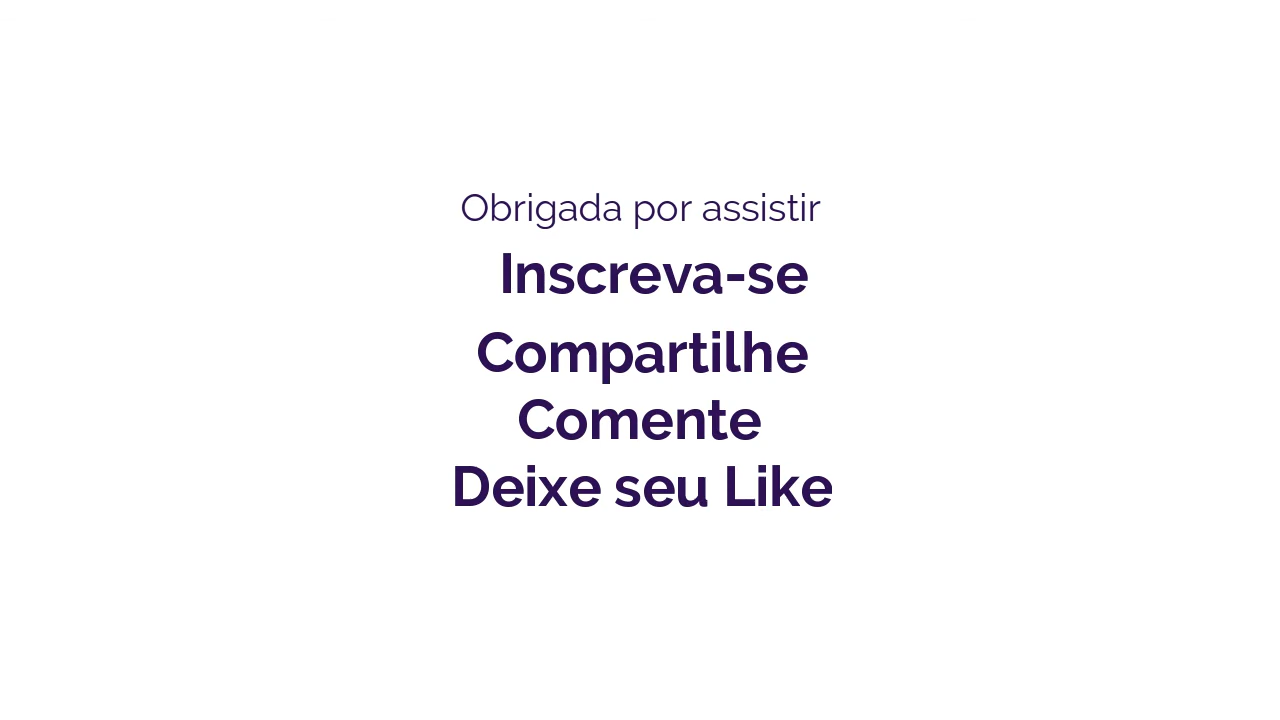 Obrigada por assistir
Inscreva-se
Compartilhe
Comente
Deixe seu Like